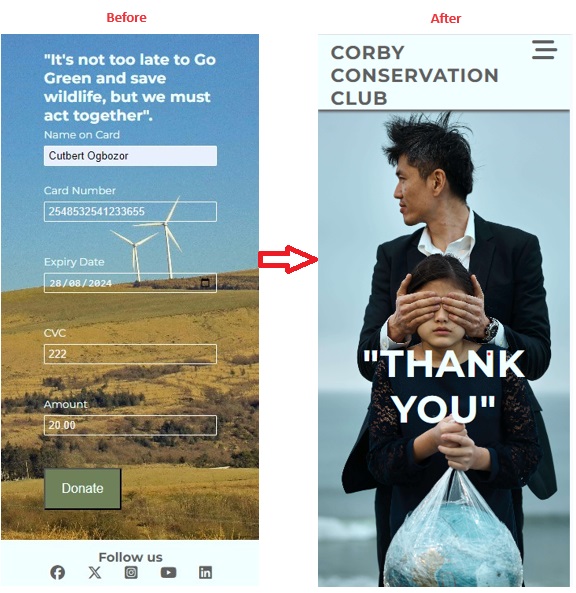 Before
After
"It's not too late to Go
Green and save
wildlife, but we must
act together".
Name on Card
Cutbert Ogbozor
Card Number
2548532541233655
Expiry Date
28/08/2024
CVC
222
Amount
20.00
Donate
Follow us
CORBY
CONSERVATION
CLUB
"THANK
YOU"